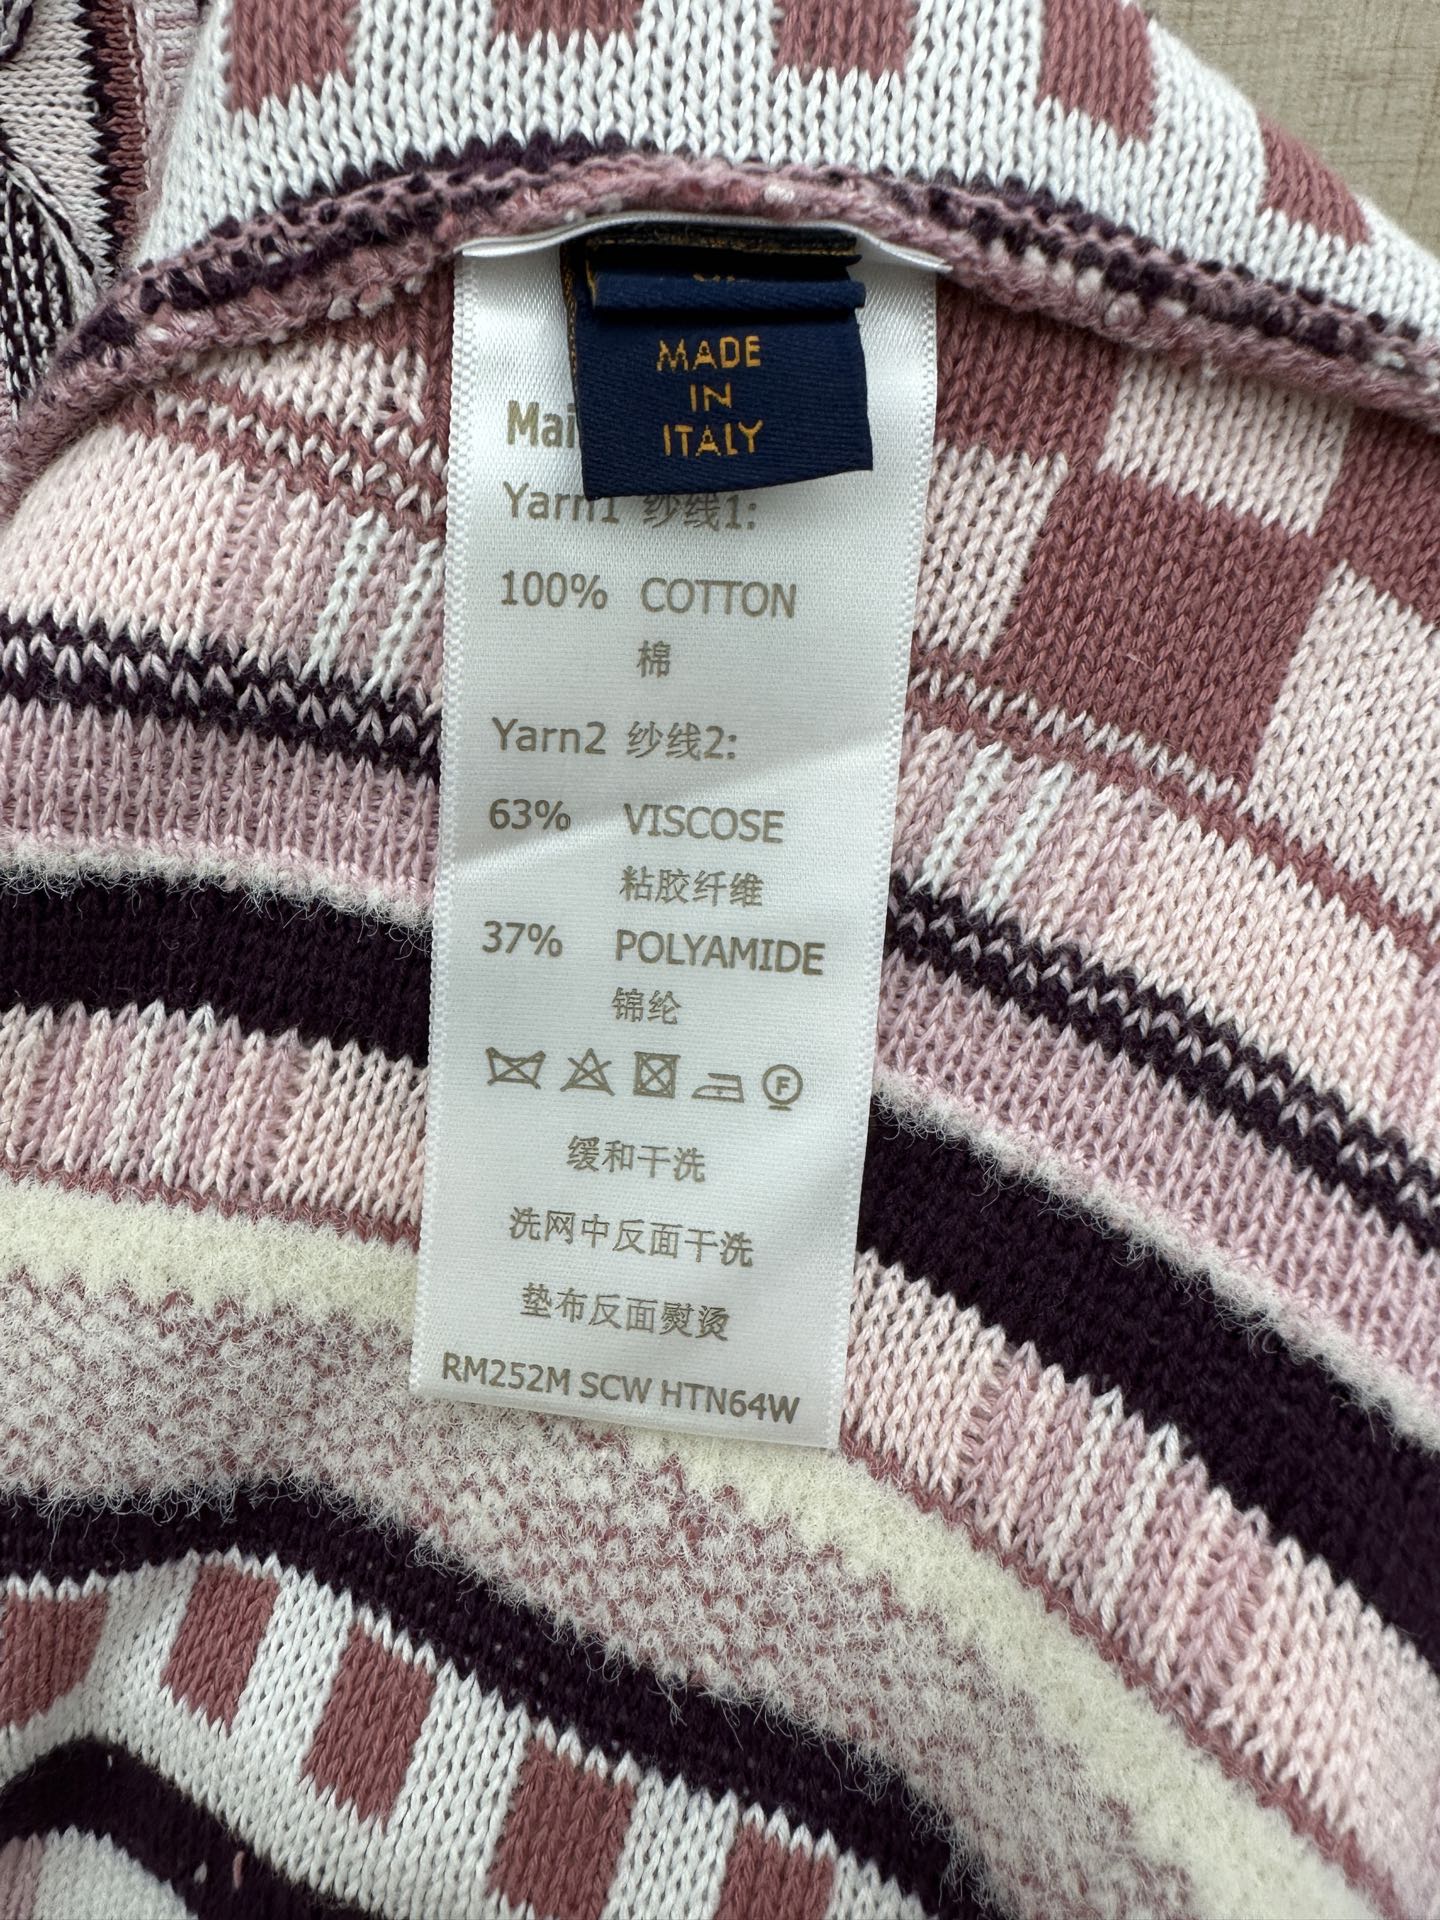 MADE
IN
ITALY
Yarn1 纱线1:
100% COTTON
棉
Yarn2 纱线2:
63% VISCOSE
粘胶纤维
37% POLYAMIDE
锦纶
F
缓和干洗
洗网中反面干洗
垫布反面熨烫
RM252M SCW HTN64W